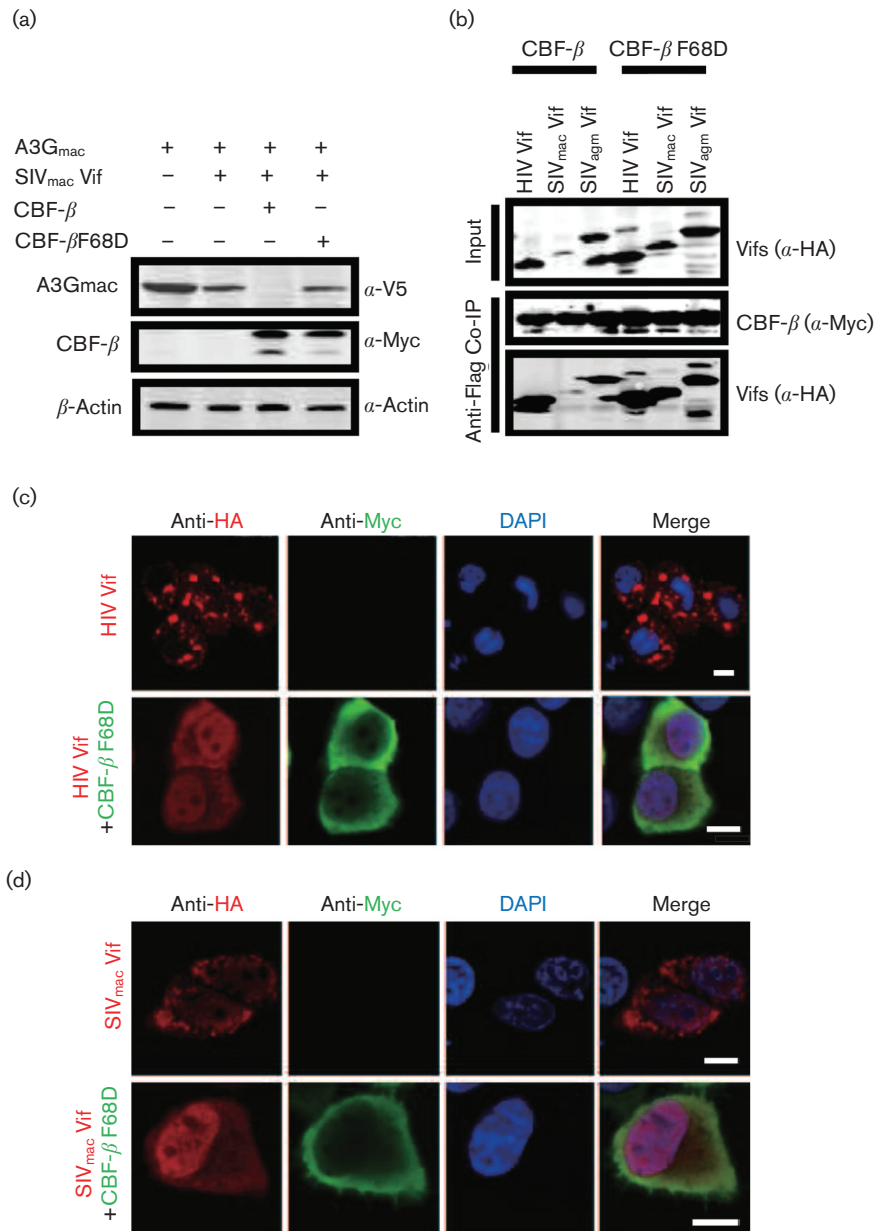 (a)
A3Gmac + + + +
SIVmac Vif – + + +
CBF-β – – + –
CBF-βF68D – – – +
A3Gmac α-V5
CBF-β α-Myc
β-Actin α-Actin
(b)
CBF-β CBF-β F68D
HIV Vif SIVmac Vif SIVagm Vif HIV Vif SIVmac Vif SIVagm Vif
Input Vifs (α-HA)
Anti-Flag Co-IP CBF-β (α-Myc)
Vifs (α-HA)
(c)
Anti-HA Anti-Myc DAPI Merge
HIV Vif
HIV Vif
+CBF-β F68D
(d)
Anti-HA Anti-Myc DAPI Merge
SIVmac Vif
SIVmac Vif
+CBF-β F68D